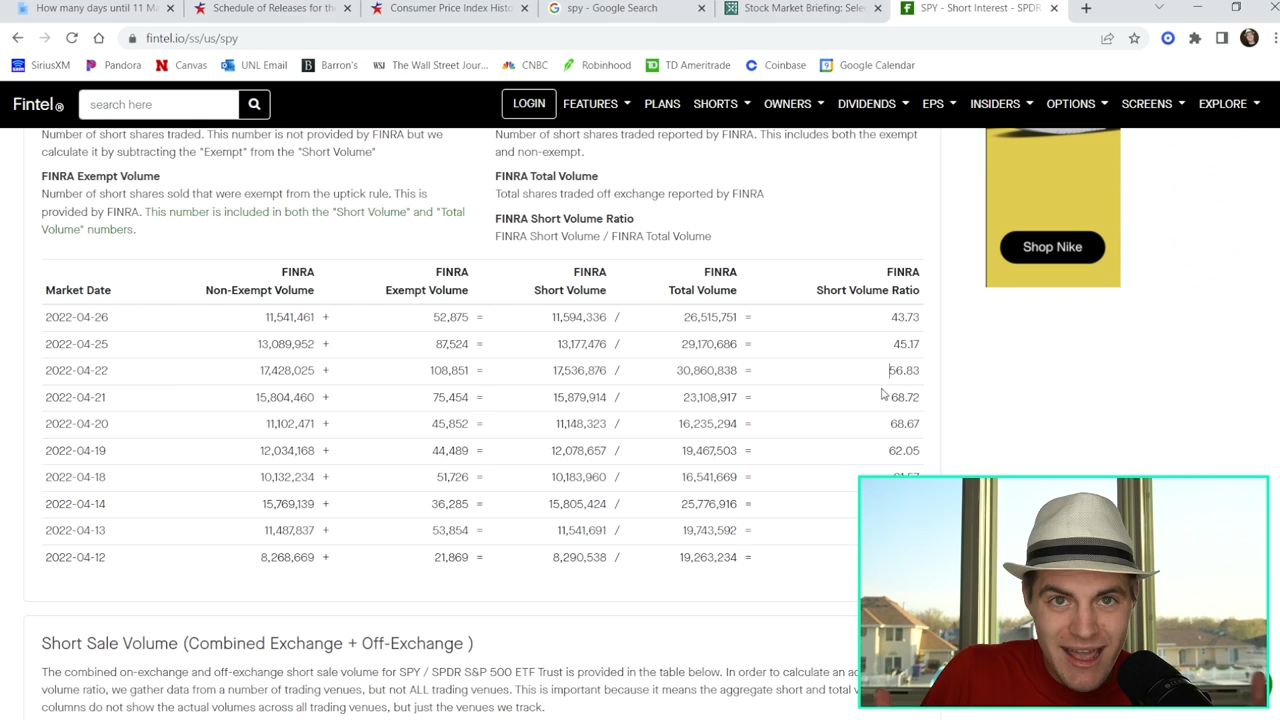 How many days until 11 Ma
Schedule of Releases for the
Consumer Price Index Histo
spy - Google Search
Stock Market Briefing: Selec
SPY - Short Interest - SPDR
fintel.io/ss/us/spy
SiriusXM Pandora Canvas UNL Email Barron's The Wall Street Jour... CNBC Robinhood TD Ameritrade Coinbase Google Calendar
Fintel search here LOGIN FEATURES PLANS SHORTS OWNERS DIVIDENDS EPS INSIDERS OPTIONS SCREENS EXPLORE
Number of short shares traded. This number is not provided by FINRA but we
calculate it by subtracting the "Exempt" from the "Short Volume"
FINRA Exempt Volume
Number of short shares sold that were exempt from the uptick rule. This is
provided by FINRA. This number is included in both the "Short Volume" and "Total
Volume" numbers.
Number of short shares traded reported by FINRA. This includes both the exempt
and non-exempt.
FINRA Total Volume
Total shares traded off exchange reported by FINRA
FINRA Short Volume Ratio
FINRA Short Volume / FINRA Total Volume
Shop Nike
FINRA FINRA FINRA FINRA FINRA
Market Date Non-Exempt Volume Exempt Volume Short Volume Total Volume Short Volume Ratio
2022-04-26 11,541,461 + 52,875 = 11,594,336 / 26,515,751 = 43.73
2022-04-25 13,089,952 + 87,524 = 13,177,476 / 29,170,686 = 45.17
2022-04-22 17,428,025 + 108,851 = 17,536,876 / 30,860,838 = 56.83
2022-04-21 15,804,460 + 75,454 = 15,879,914 / 23,108,917 = 68.72
2022-04-20 11,102,471 + 45,852 = 11,148,323 / 16,235,294 = 68.67
2022-04-19 12,034,168 + 44,489 = 12,078,657 / 19,467,503 = 62.05
2022-04-18 10,132,234 + 51,726 = 10,183,960 / 16,541,669 =
2022-04-14 15,769,139 + 36,285 = 15,805,424 / 25,776,916 =
2022-04-13 11,487,837 + 53,854 = 11,541,691 / 19,743,592 =
2022-04-12 8,268,669 + 21,869 = 8,290,538 / 19,263,234 =
Short Sale Volume (Combined Exchange + Off-Exchange )
The combined on-exchange and off-exchange short sale volume for SPY / SPDR S&P 500 ETF Trust is provided in the table below. In order to calculate an
volume ratio, we gather data from a number of trading venues, but not ALL trading venues. This is important because it means the aggregate short and total
columns do not show the actual volumes across all trading venues, but just the venues we track.